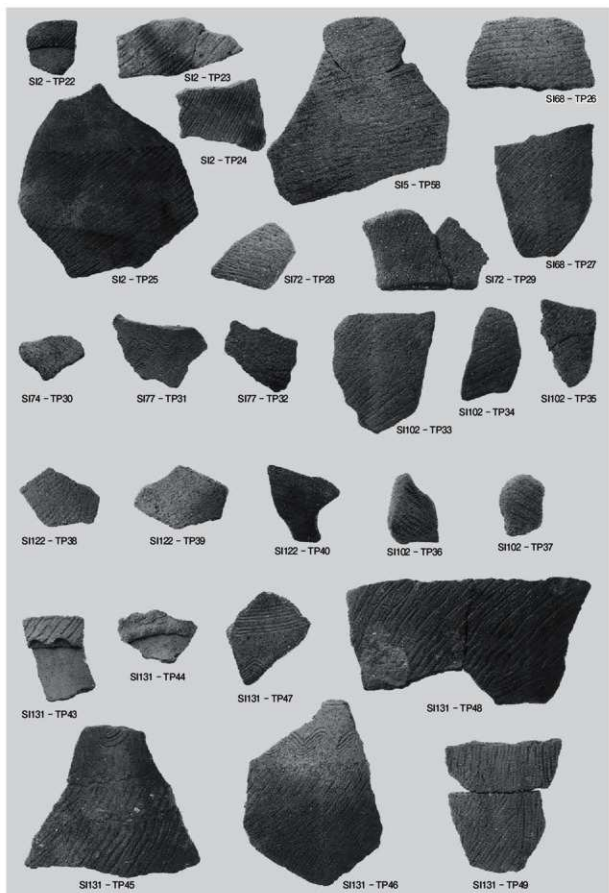 SI2-TP22
SI2-TP23
SI2-TP24
SI68-TP26
SI5-TP58
SI68-TP27
SI2-TP25
SI72-TP28
SI72-TP29
SI74-TP30
SI77-TP31
SI77-TP32
SI102-TP33
SI102-TP34
SI102-TP35
SI122-TP38
SI122-TP39
SI122-TP40
SI102-TP36
SI102-TP37
SI131-TP43
SI131-TP44
SI131-TP47
SI131-TP48
SI131-TP45
SI131-TP46
SI131-TP49